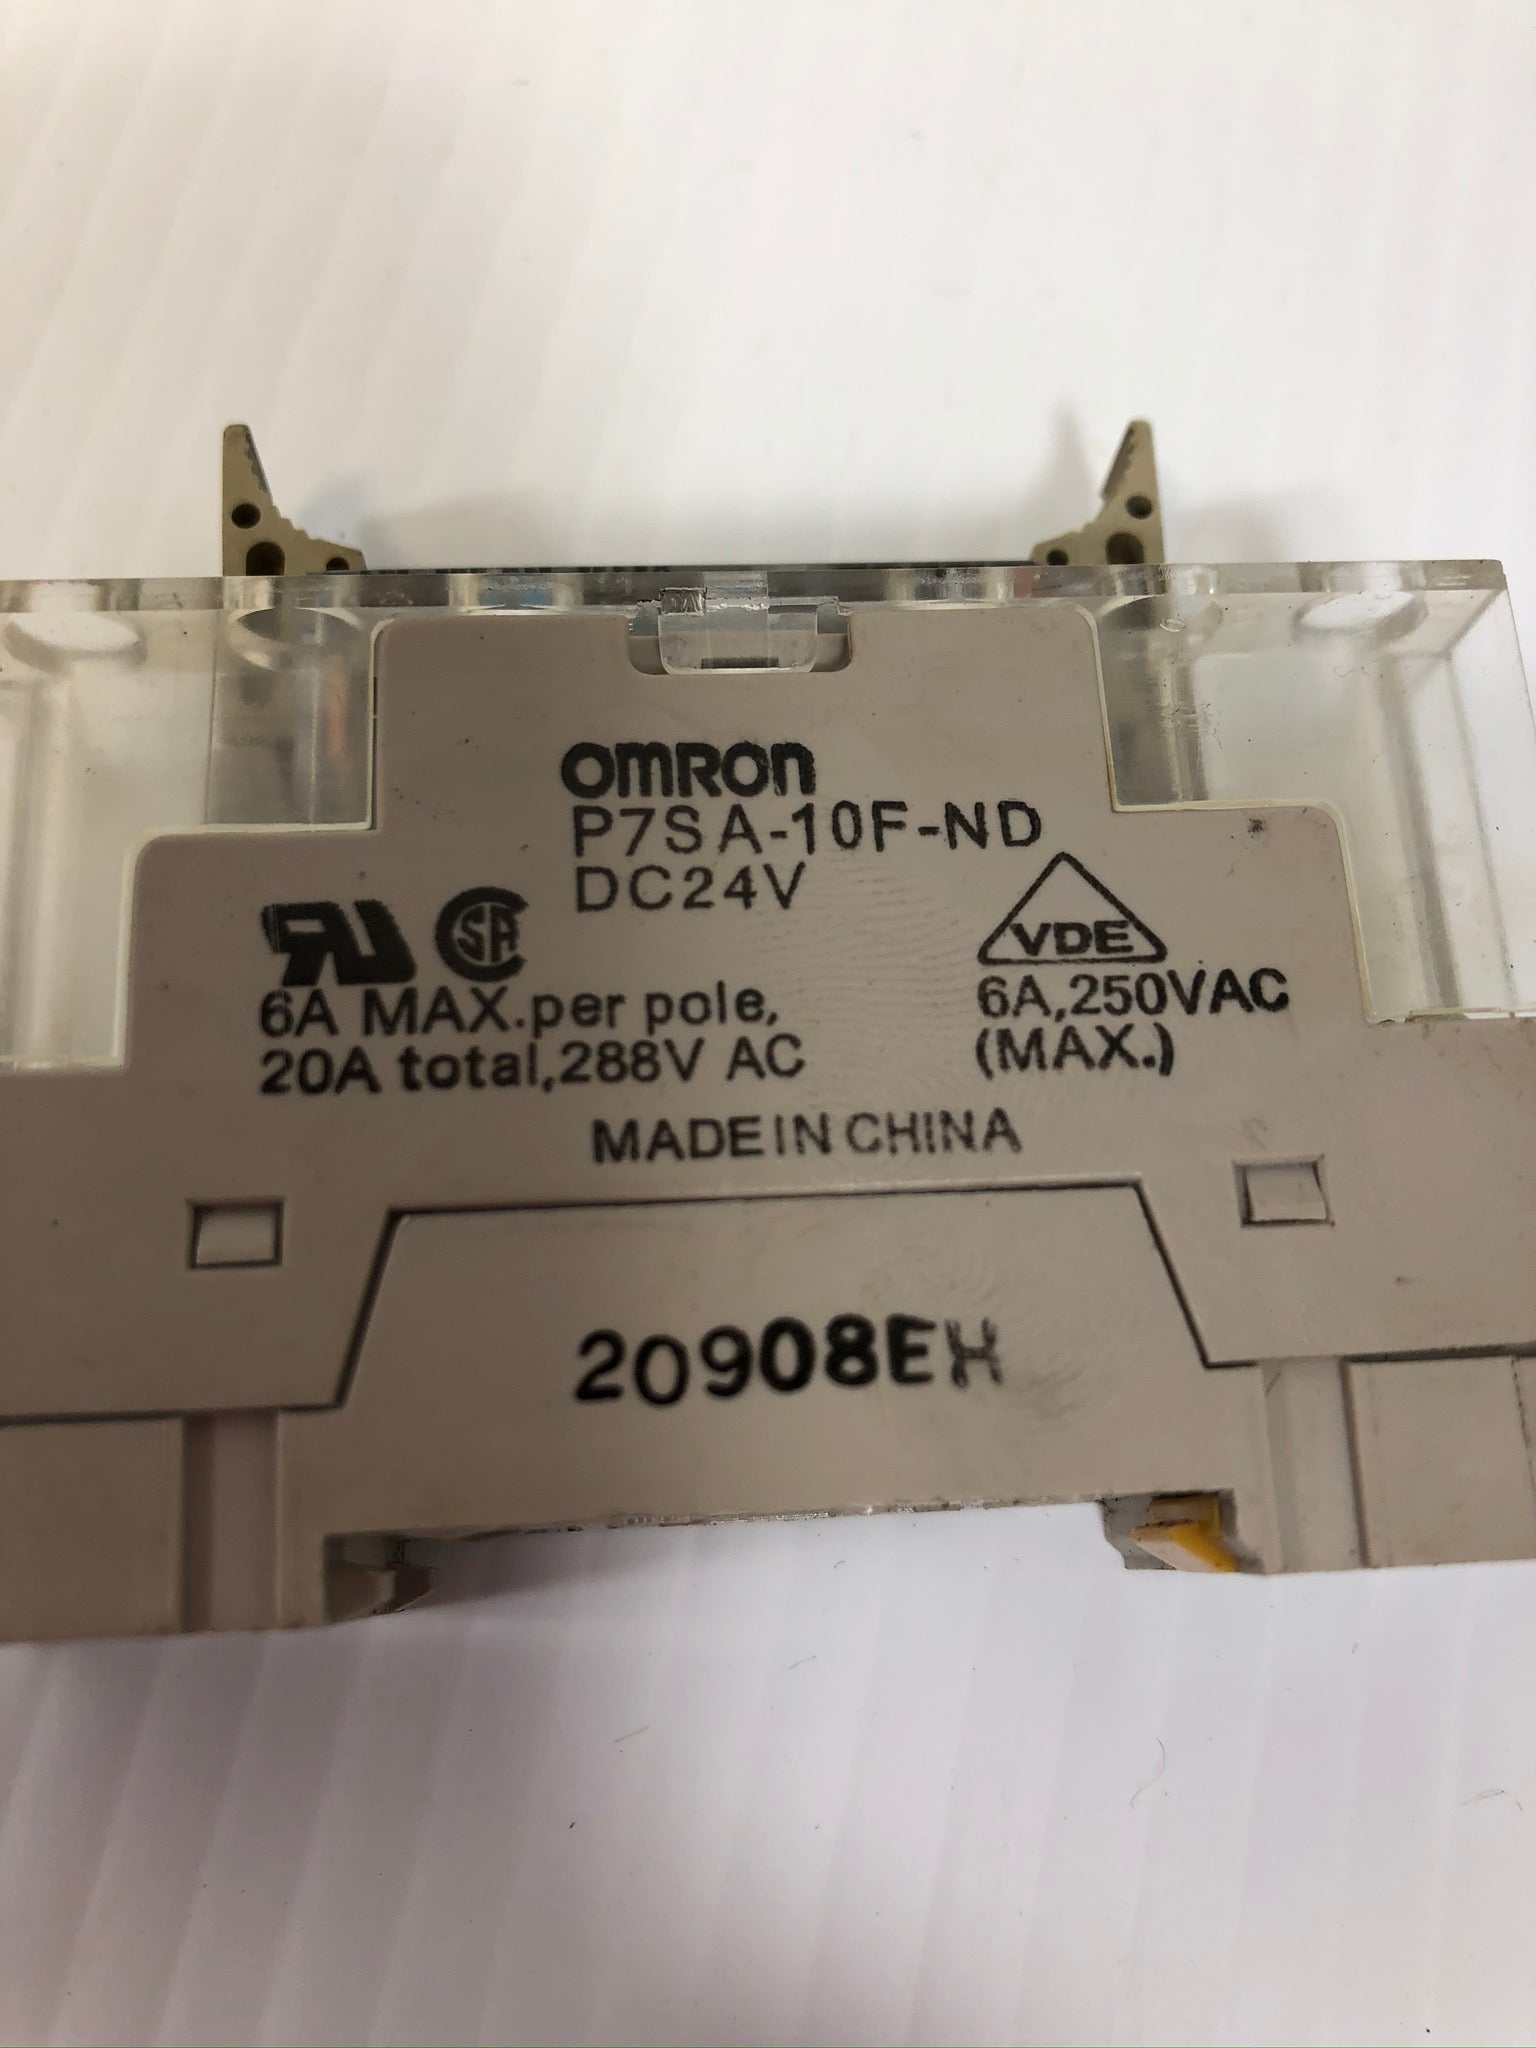 OMRON
P7SA-10F-ND
DC24V
VDE
6A MAX.per pole,
20A total,288V AC
6A,250VAC
(MAX.)
MADE IN CHINA
20908EH